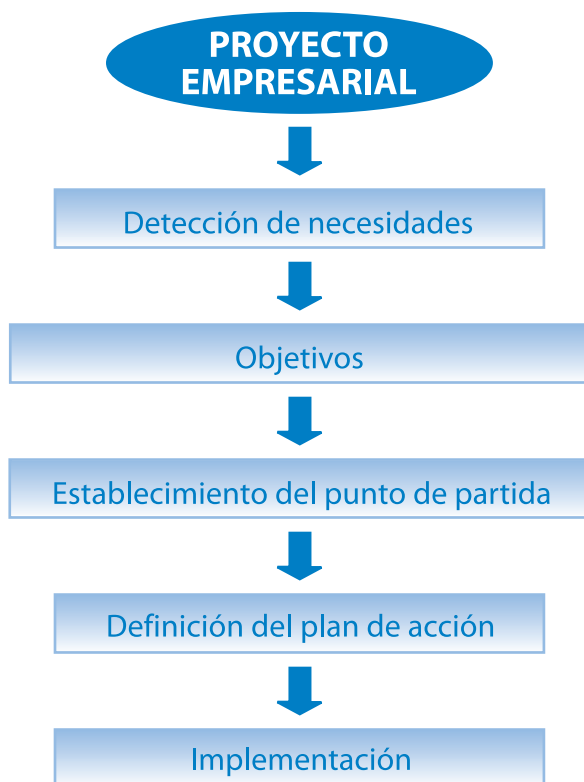 PROYECTO
EMPRESARIAL
Detección de necesidades
Objetivos
Establecimiento del punto de partida
Definición del plan de acción
Implementación